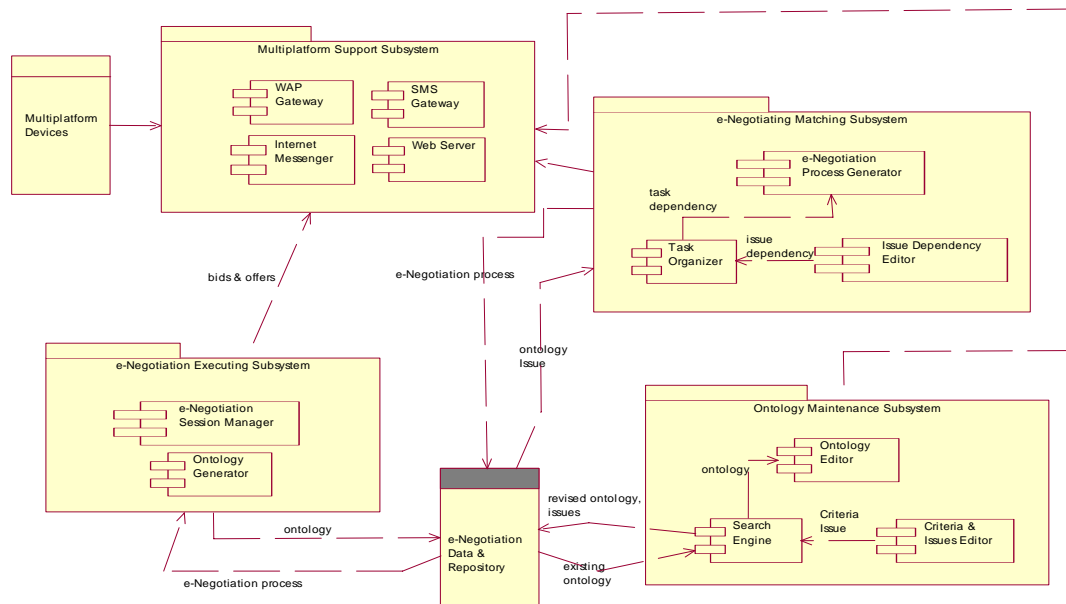 Multiplatform Support Subsystem
WAP
Gateway
SMS
Gateway
Internet
Messenger
Web Server
Multiplatform
Devices
e-Negotiating Matching Subsystem
e-Negotiation
Process Generator
task
dependency
Task
Organizer
issue
dependency
Issue Dependency
Editor
e-Negotiation process
bids & offers
ontology
Issue
e-Negotiation Executing Subsystem
e-Negotiation
Session Manager
Ontology
Generator
Ontology Maintenance Subsystem
Ontology
Editor
ontology
revised ontology,
issues
Search
Engine
Criteria
Issue
Criteria &
Issues Editor
ontology
e-Negotiation
Data &
Repository
existing
ontology
e-Negotiation process